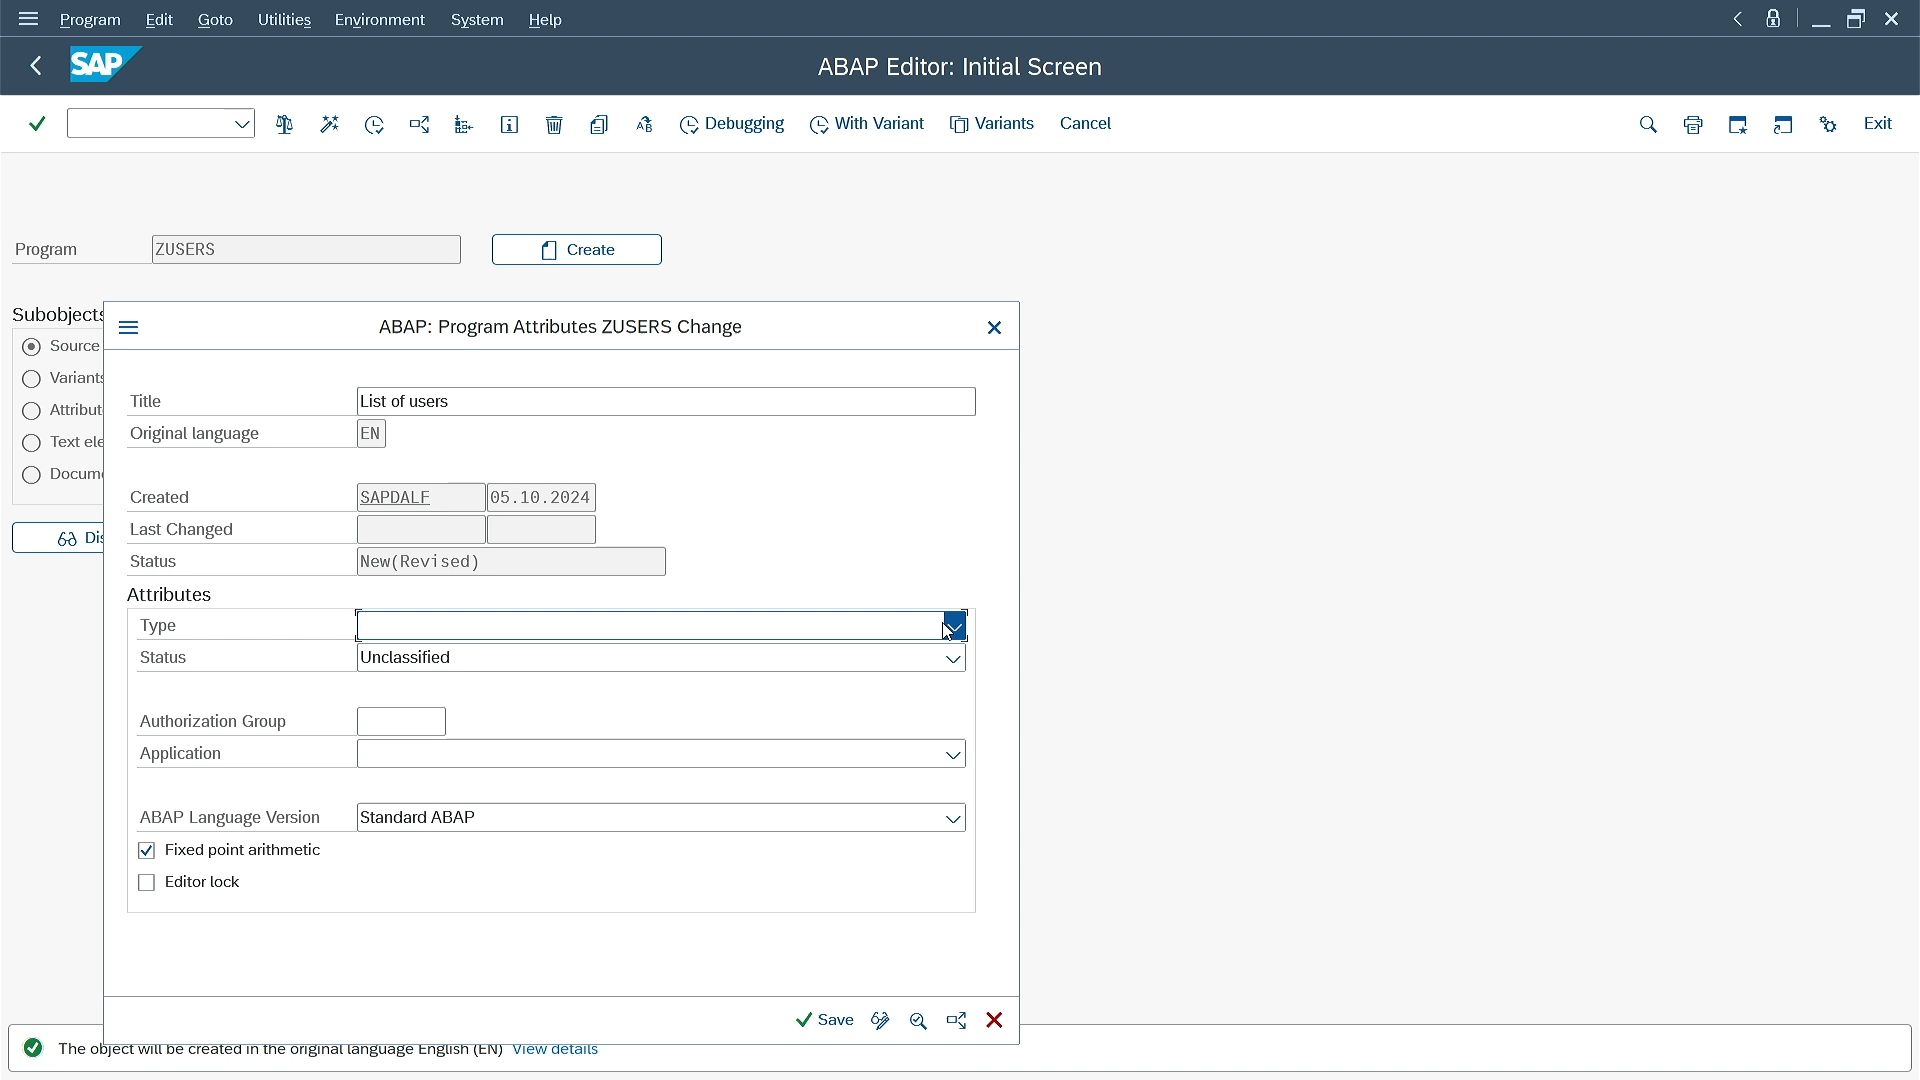 Program Edit Goto Utilities Environment System Help
SAP ABAP Editor: Initial Screen
Debugging With Variant Variants Cancel Exit
Program ZUSERS Create
Subobjects
Source
Variants
Attribut
Text ele
Docume
Dis
ABAP: Program Attributes ZUSERS Change
Title List of users
Original language EN
Created SAPDALF 05.10.2024
Last Changed
Status New(Revised)
Attributes
Type
Status Unclassified
Authorization Group
Application
ABAP Language Version Standard ABAP
Fixed point arithmetic
Editor lock
Save
The object will be created in the original language English (EN) View details